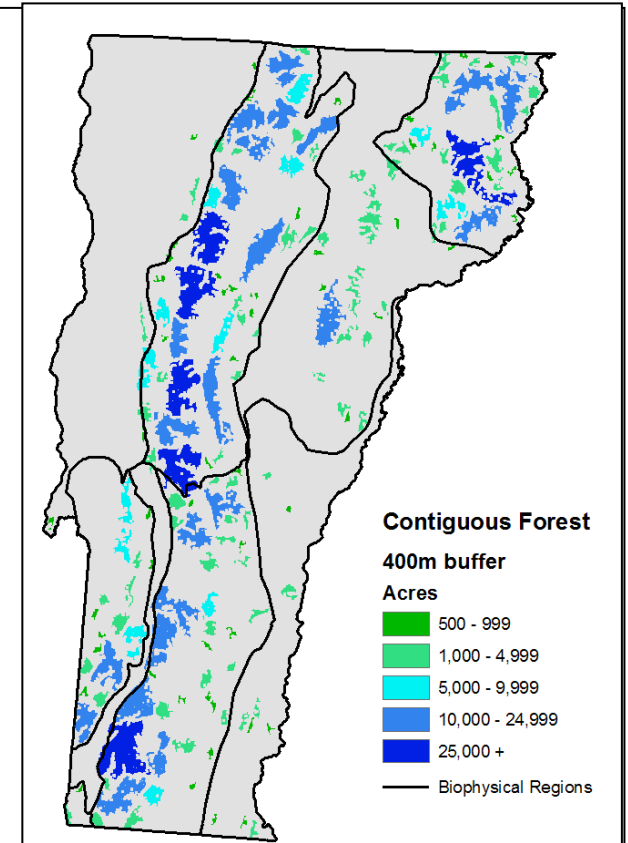 Contiguous Forest
400m buffer
Acres
500 - 999
1,000 - 4,999
5,000 - 9,999
10,000 - 24,999
25,000 +
Biophysical Regions